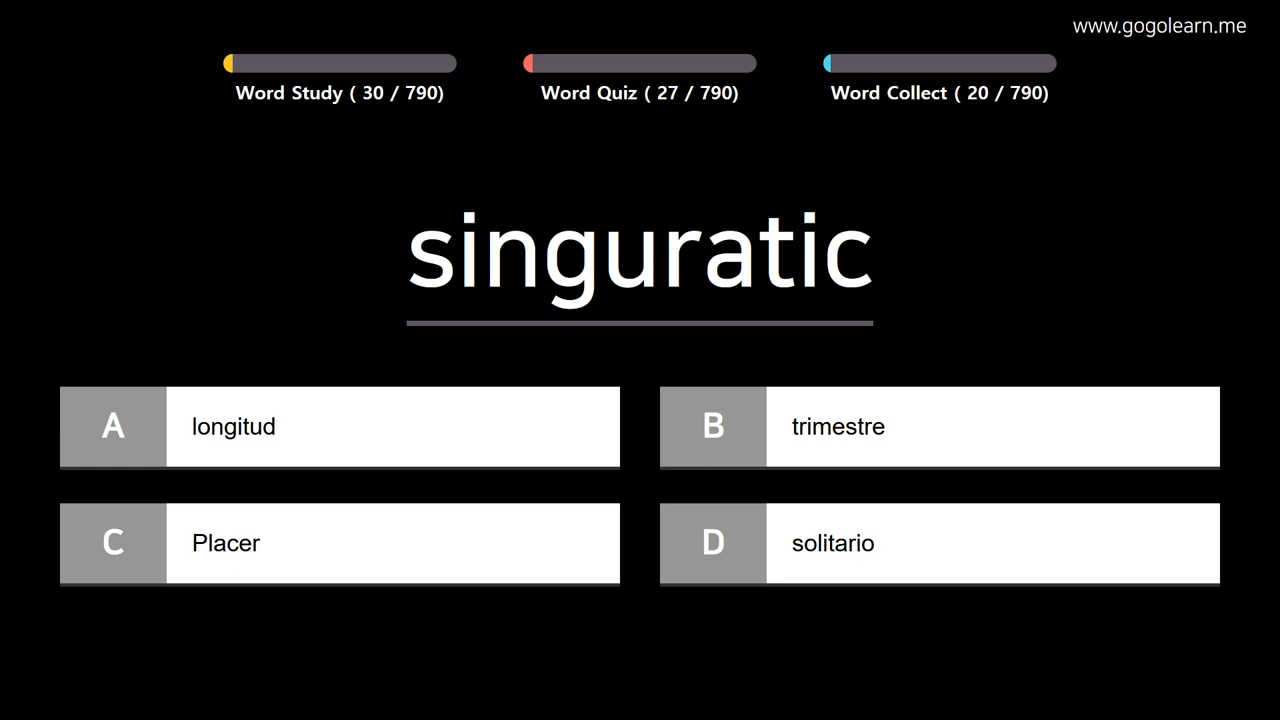 www.gogolearn.me
Word Study ( 30 / 790)
Word Quiz ( 27 / 790)
Word Collect ( 20 / 790)
singuratic
A longitud
B trimestre
C Placer
D solitario